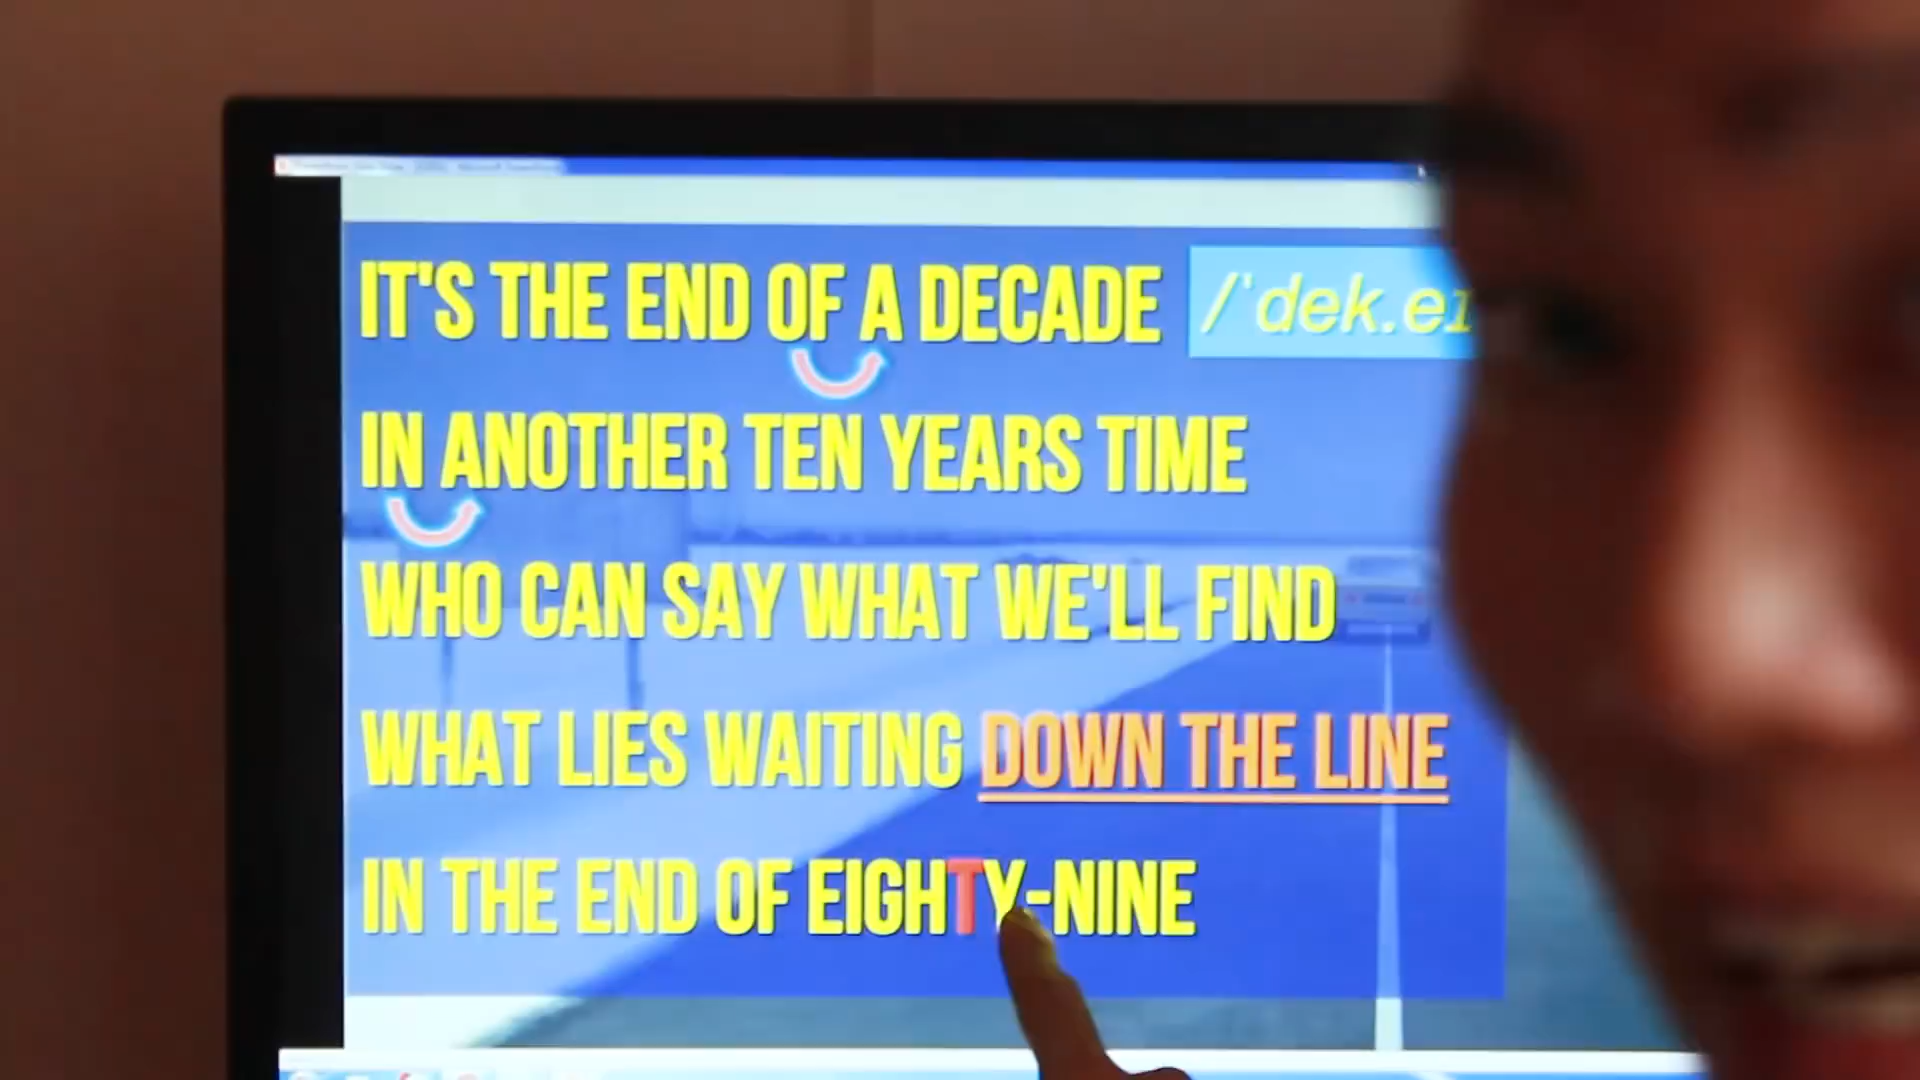 IT'S THE END OF A DECADE /ˈdek.eɪ
IN ANOTHER TEN YEARS TIME
WHO CAN SAY WHAT WE'LL FIND
WHAT LIES WAITING DOWN THE LINE
IN THE END OF EIGHTY-NINE